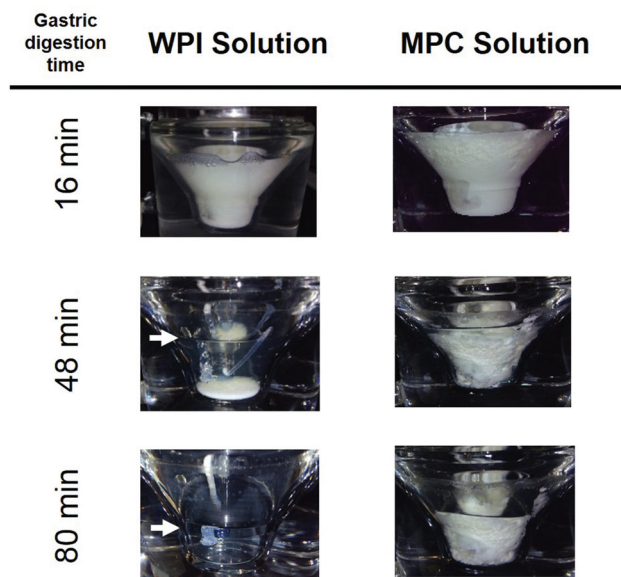 Gastric
digestion
time
WPI Solution
MPC Solution
16 min
48 min
80 min